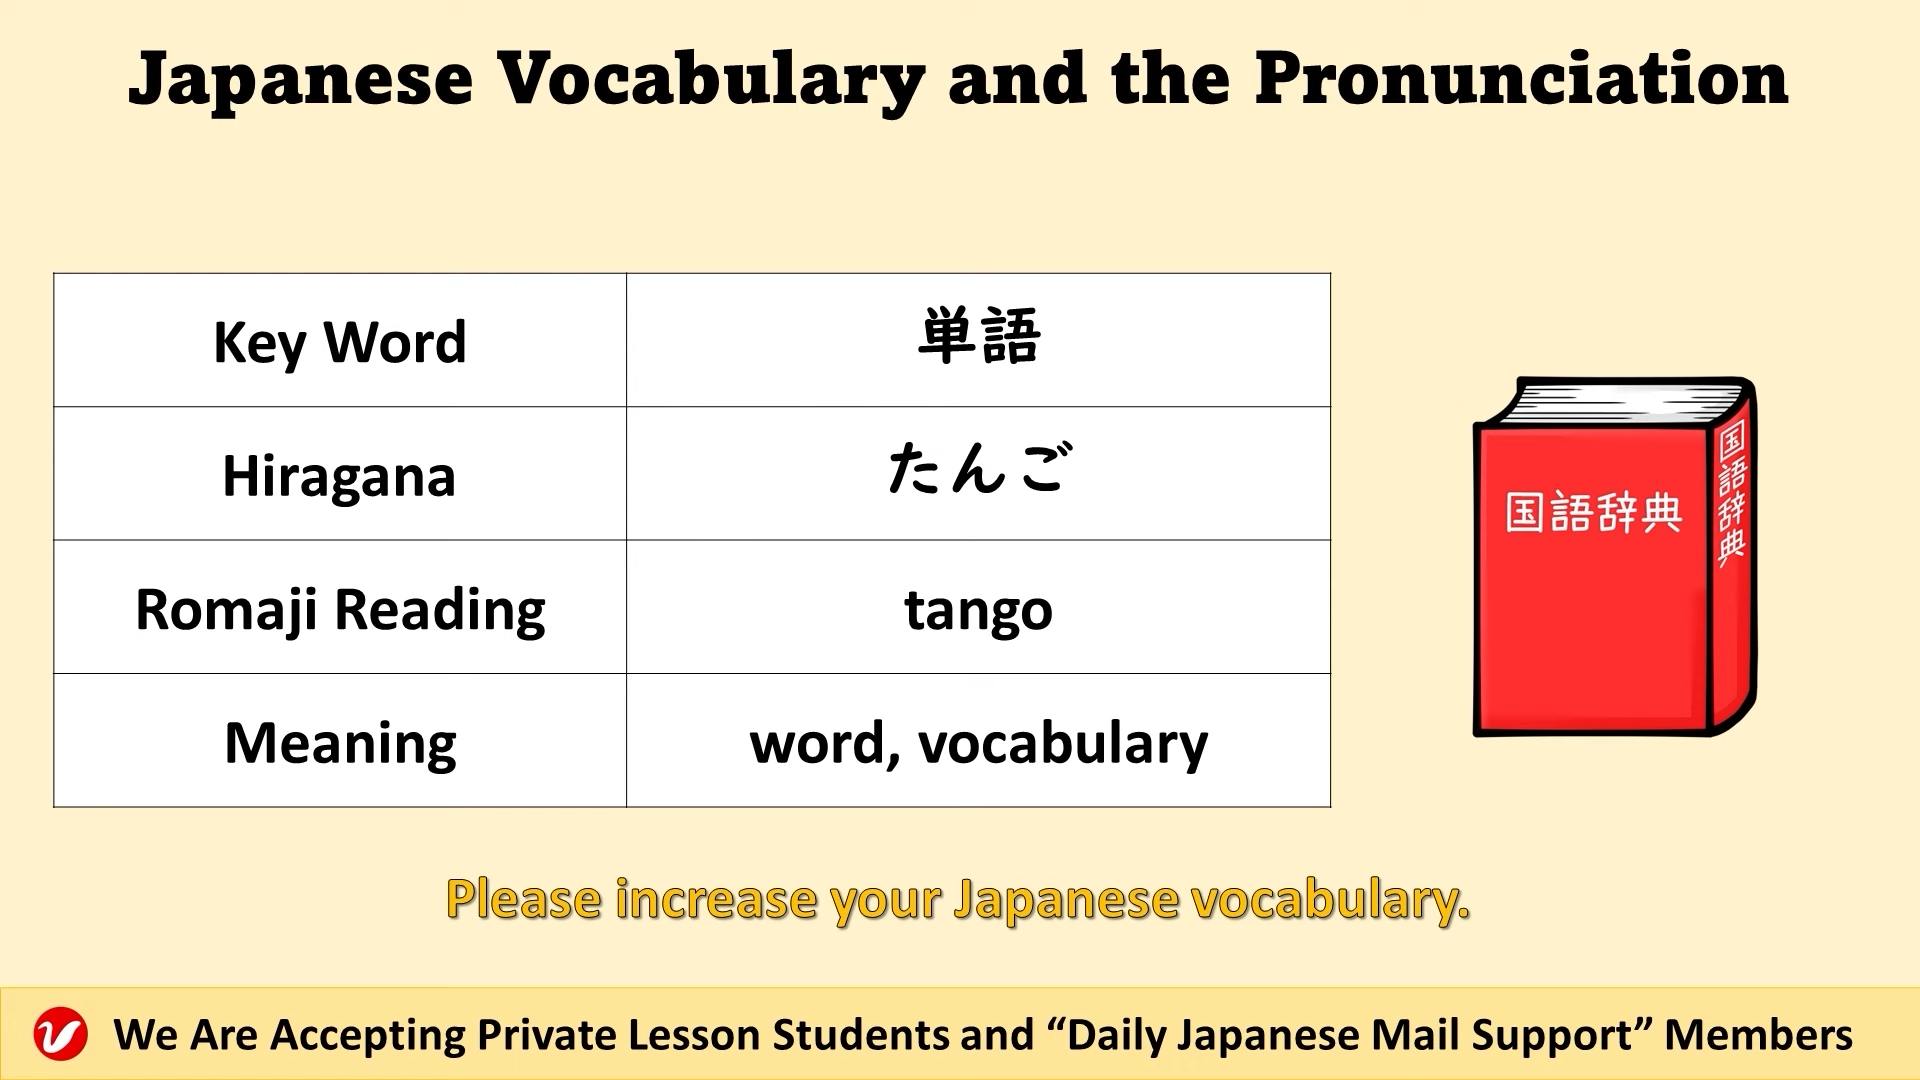 Japanese Vocabulary and the Pronunciation
Key Word 単語
Hiragana たんご
Romaji Reading tango
Meaning word, vocabulary
国語辞典
国語辞典
Please increase your Japanese vocabulary.
We Are Accepting Private Lesson Students and “Daily Japanese Mail Support” Members